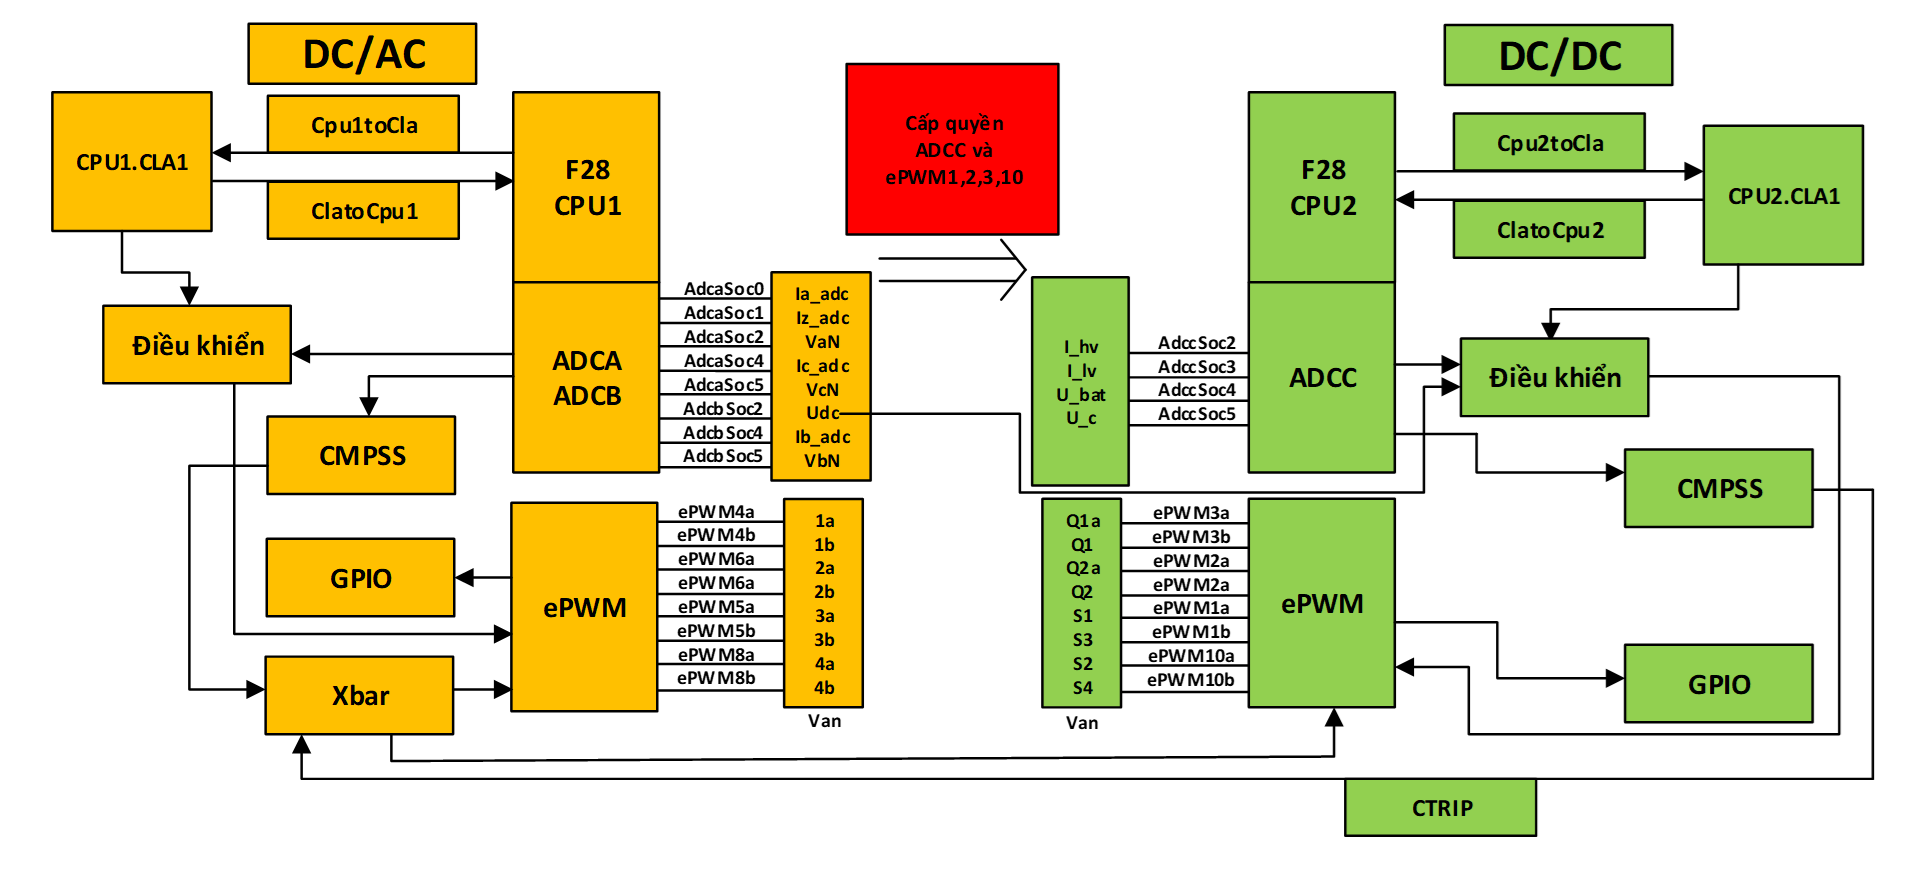 DC/AC
DC/DC
Cpu1toCla
CPU1.CLA1
ClatoCpu1
F28
CPU1
Cấp quyền
ADCC và
ePWM1,2,3,10
F28
CPU2
Cpu2toCla
CPU2.CLA1
ClatoCpu2
Điều khiển
ADCA
ADCB
AdcaSoc0
AdcaSoc1
AdcaSoc2
AdcaSoc4
AdcaSoc5
AdcbSoc2
AdcbSoc4
AdcbSoc5
Ia_adc
Iz_adc
VaN
Ic_adc
VcN
Udc
Ib_adc
VbN
I_hv
I_lv
U_bat
U_c
AdccSoc2
AdccSoc3
AdccSoc4
AdccSoc5
ADCC
Điều khiển
CMPSS
CMPSS
GPIO
ePWM
ePWM4a
ePWM4b
ePWM6a
ePWM6a
ePWM5a
ePWM5b
ePWM8a
ePWM8b
1a
1b
2a
2b
3a
3b
4a
4b
Van
Q1a
Q1
Q2a
Q2
S1
S3
S2
S4
Van
ePWM3a
ePWM3b
ePWM2a
ePWM2a
ePWM1a
ePWM1b
ePWM10a
ePWM10b
ePWM
GPIO
Xbar
CTRIP